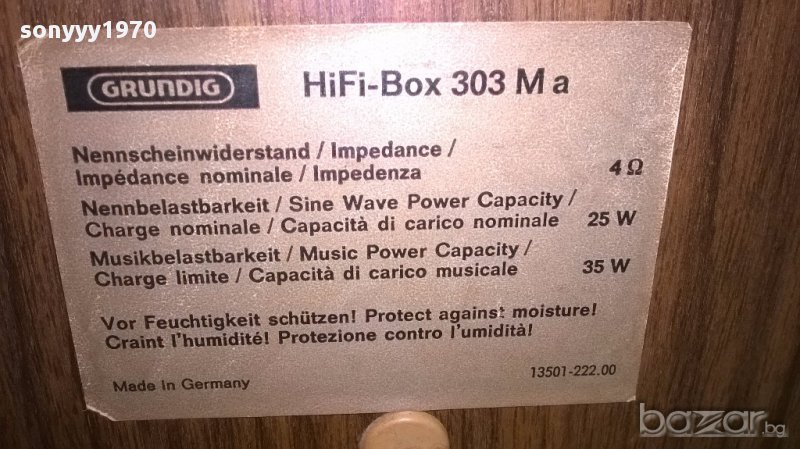 sonyyy1970
GRUNDIG
HiFi-Box 303 M a
Nennscheinwiderstand / Impedance /
Impédance nominale / Impedenza 4 Ω
Nennbelastbarkeit / Sine Wave Power Capacity /
Charge nominale / Capacità di carico nominale 25 W
Musikbelastbarkeit / Music Power Capacity /
Charge limite / Capacità di carico musicale 35 W
Vor Feuchtigkeit schützen! Protect against moisture!
Craint l'humidité! Protezione contro l'umidità!
13501-222.00
Made in Germany
bazar.bg